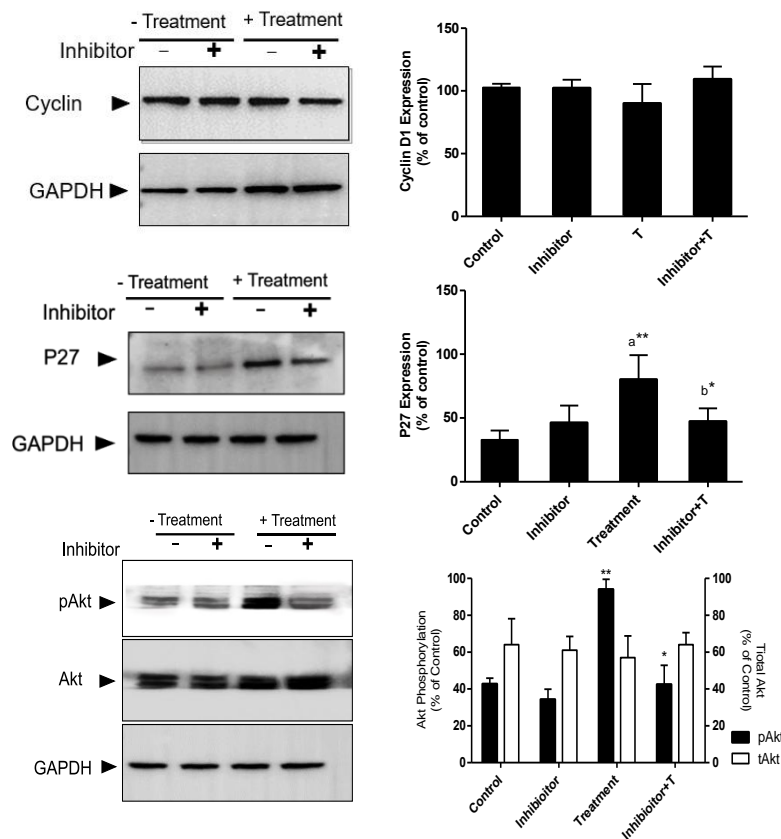 - Treatment + Treatment
Inhibitor − + − +
Cyclin
GAPDH
Cyclin D1 Expression
(% of control)
150
100
50
0
Control Inhibitor T Inhibitor+T
- Treatment + Treatment
Inhibitor − + − +
P27
GAPDH
P27 Expression
(% of control)
150
100
50
0
a** b*
Control Inhibitor Treatment Inhibitor+T
- Treatment + Treatment
Inhibitor − + − +
pAkt
Akt
GAPDH
Akt Phosphorylation
(% of Control)
100
80
60
40
20
0
** *
100
80
60
40
20
0
Tiotal Akt
(% of Control)
Control Inhibioitor Treatment Inhibioitor+T
pAkt
tAkt